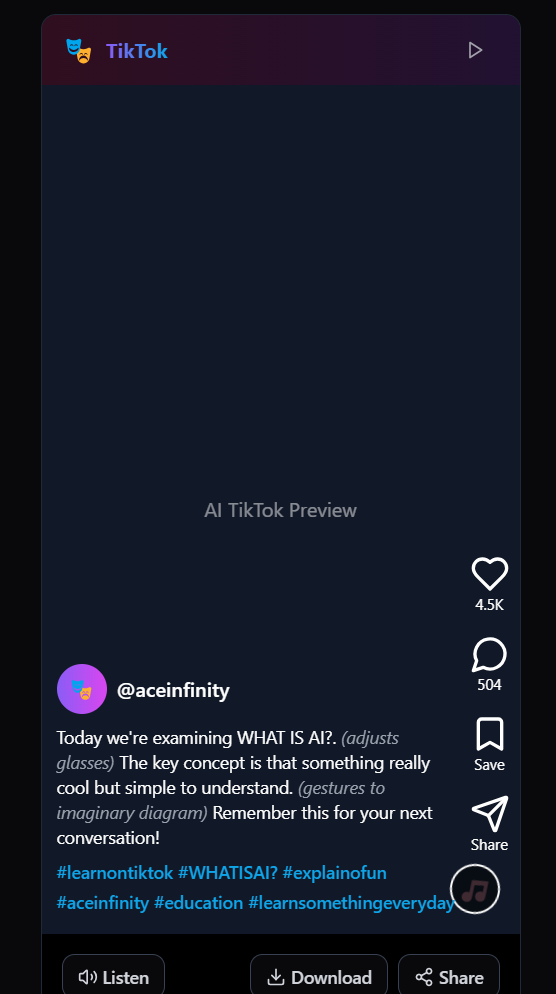 TikTok
AI TikTok Preview
4.5K
504
Save
Share
@aceinfinity
Today we're examining WHAT IS AI?. (adjusts
glasses) The key concept is that something really
cool but simple to understand. (gestures to
imaginary diagram) Remember this for your next
conversation!
#learnontiktok #WHATISAI? #explainofun
#aceinfinity #education #learnsomethingeveryday
Listen
Download
Share